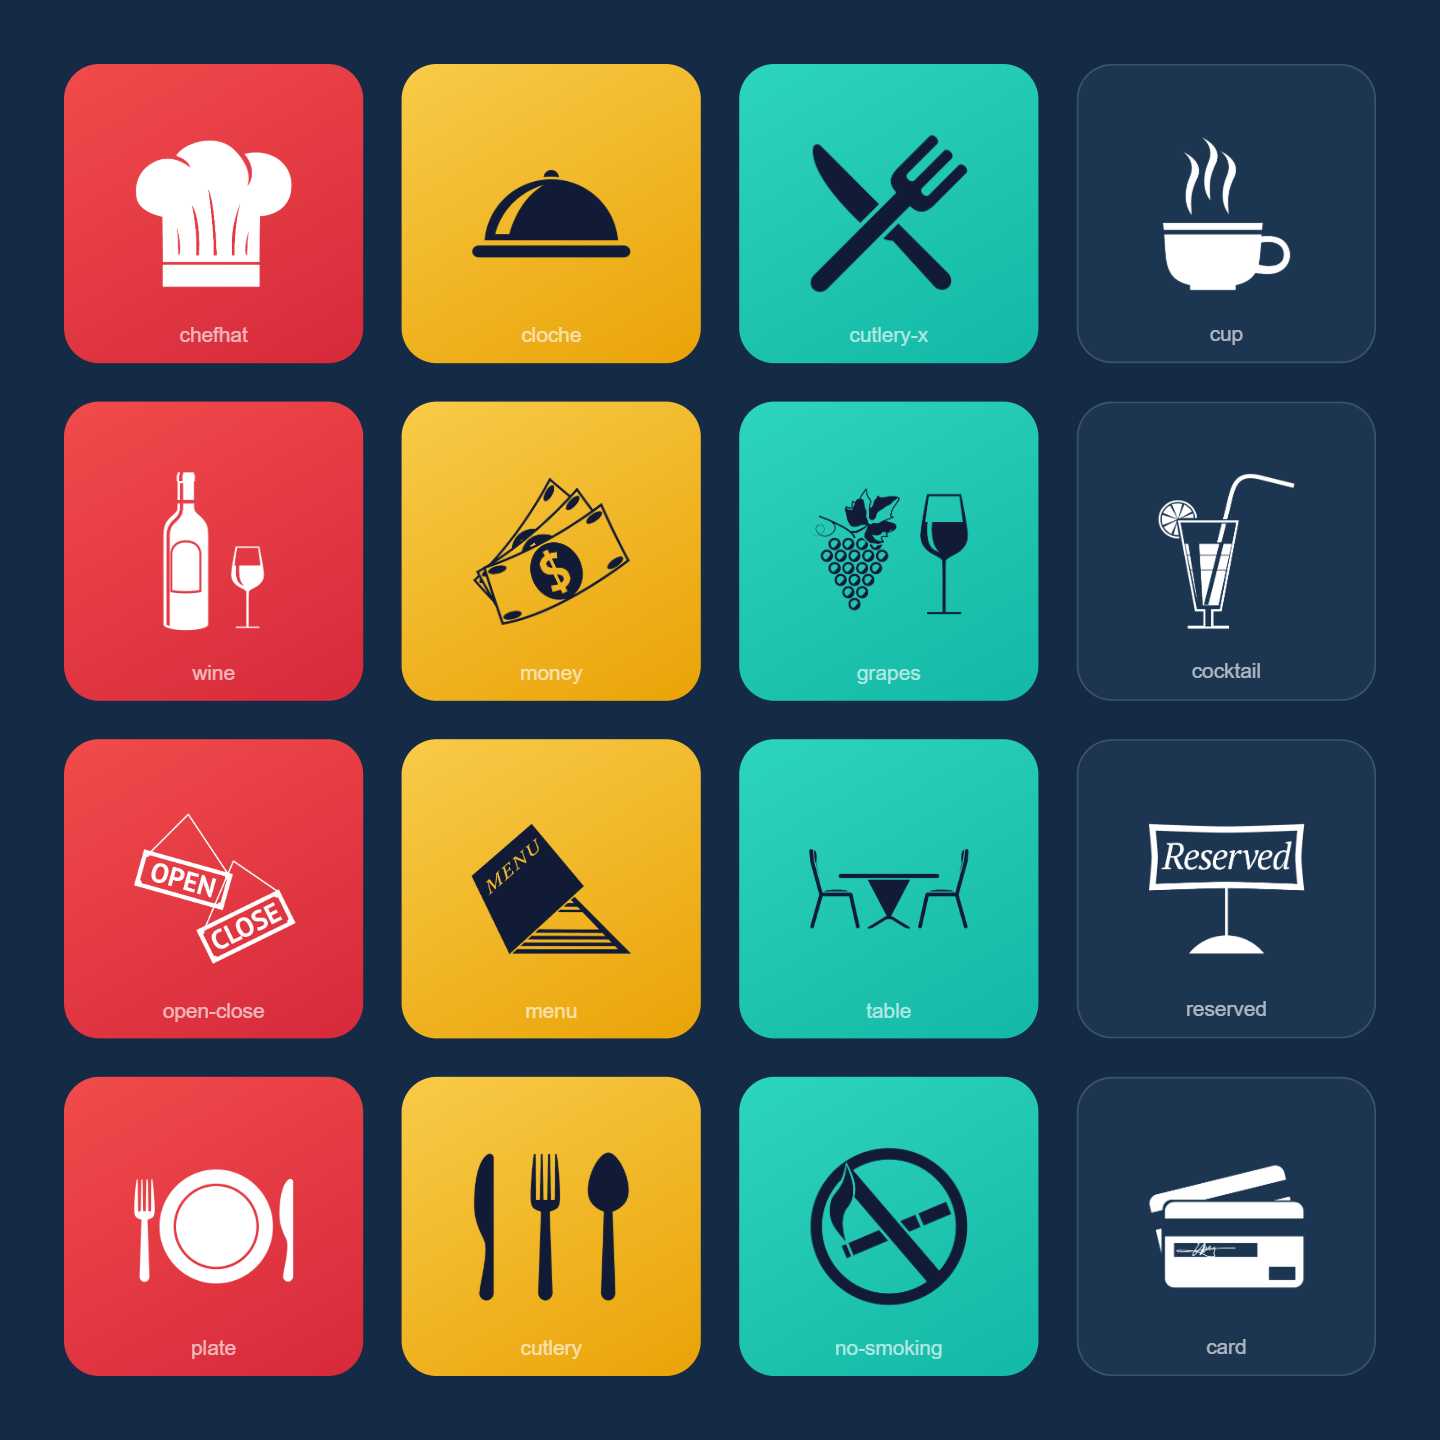 chefhat
cloche
cutlery-x
cup
wine
money
$
grapes
cocktail
OPEN
CLOSE
open-close
MENU
menu
table
Reserved
reserved
plate
cutlery
no-smoking
card